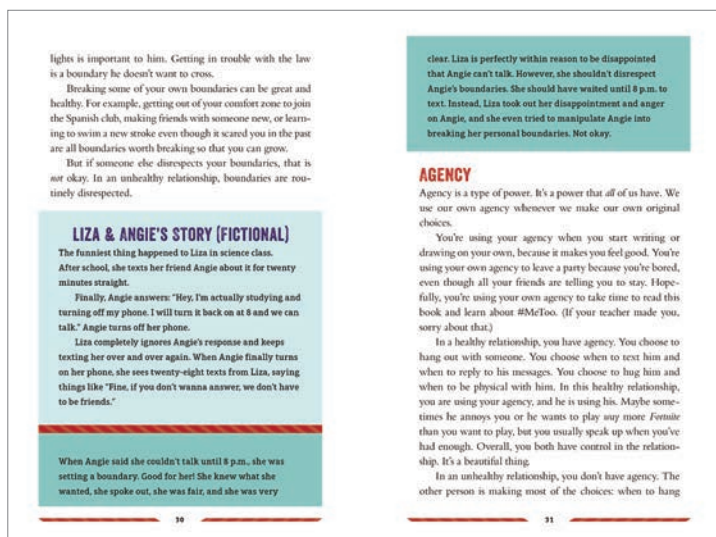 lights is important to him. Getting in trouble with the law
is a boundary he doesn't want to cross.
Breaking some of your own boundaries can be great and
healthy. For example, getting out of your comfort zone to join
the Spanish club, making friends with someone new, or learn-
ing to swim a new stroke even though it scared you in the past
are all boundaries worth breaking so that you can grow.
But if someone else disrespects your boundaries, that is
not okay. In an unhealthy relationship, boundaries are rou-
tinely disrespected.
LIZA & ANGIE'S STORY (FICTIONAL)
The funniest thing happened to Liza in science class.
After school, she texts her friend Angie about it for twenty
minutes straight.
Finally, Angie answers: "Hey, I'm actually studying and
turning off my phone. I will turn it back on at 8 and we can
talk." Angie turns off her phone.
Liza completely ignores Angie's response and keeps
texting her over and over again. When Angie finally turns
on her phone, she sees twenty-eight texts from Liza, saying
things like "Fine, if you don't wanna answer, we don't have
to be friends."
When Angie said she couldn't talk until 8 p.m., she was
setting a boundary. Good for her! She knew what she
wanted, she spoke out, she was fair, and she was very
30
clear. Liza is perfectly within reason to be disappointed
that Angie can't talk. However, she shouldn't disrespect
Angie's boundaries. She should have waited until 8 p.m. to
text. Instead, Liza took out her disappointment and anger
on Angie, and she even tried to manipulate Angie into
breaking her personal boundaries. Not okay.
AGENCY
Agency is a type of power. It's a power that all of us have. We
use our own agency whenever we make our own original
choices.
You're using your agency when you start writing or
drawing on your own, because it makes you feel good. You're
using your own agency to leave a party because you're bored,
even though all your friends are telling you to stay. Hope-
fully, you're using your own agency to take time to read this
book and learn about #MeToo. (If your teacher made you,
sorry about that.)
In a healthy relationship, you have agency. You choose to
hang out with someone. You choose when to text him and
when to reply to his messages. You choose to hug him and
when to be physical with him. In this healthy relationship,
you are using your agency, and he is using his. Maybe some-
times he annoys you or he wants to play way more Fortnite
than you want to play, but you usually speak up when you've
had enough. Overall, you both have control in the relation-
ship. It's a beautiful thing.
In an unhealthy relationship, you don't have agency. The
other person is making most of the choices: when to hang
31